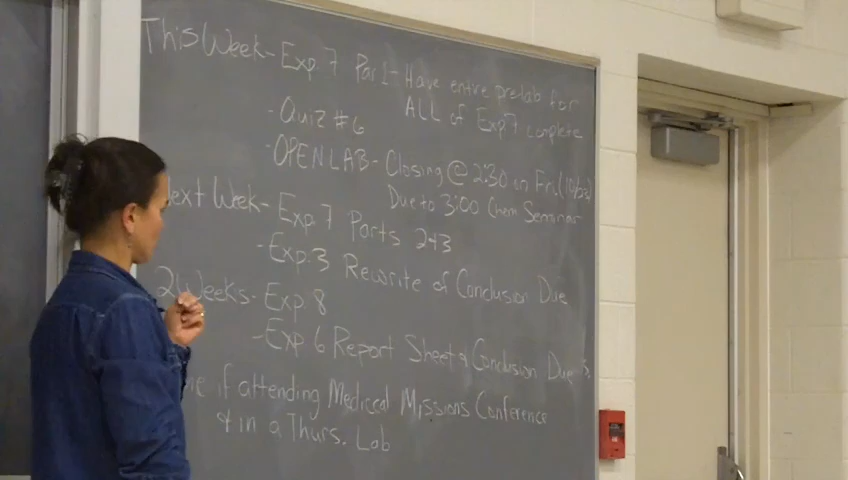 This Week- Exp. 7 Part 1- Have entire prelab for
ALL of Exp 7 complete
- Quiz #6
- OPEN LAB- Closing @ 2:30 on Fri.
Due to 3:00 Chem Seminar
Next Week- Exp 7 Parts 2+3
- Exp. 3 Rewrite of Conclusion Due
2 Weeks- Exp. 8
- Exp 6 Report Sheet & Conclusion Due
if attending Medical Missions Conference
& in a Thurs. Lab